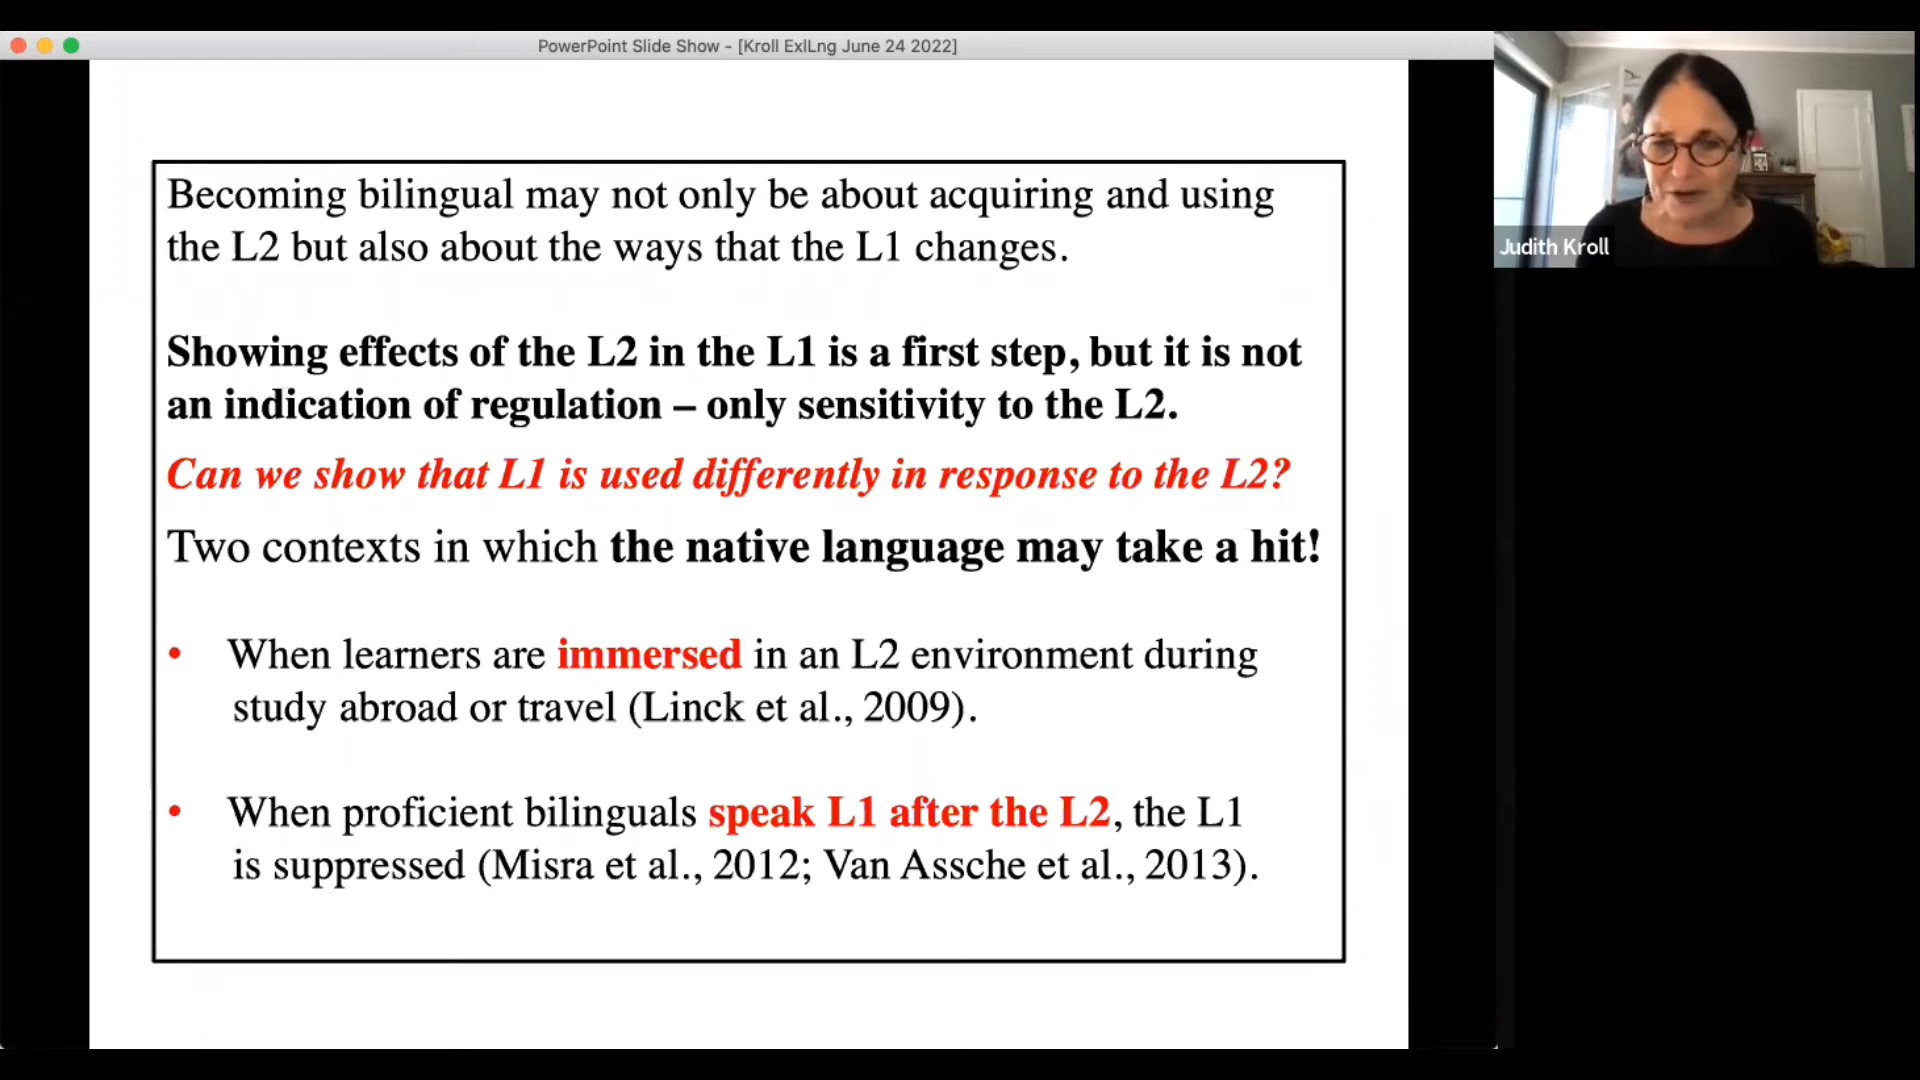 PowerPoint Slide Show - [Kroll ExlLng June 24 2022]
Becoming bilingual may not only be about acquiring and using
the L2 but also about the ways that the L1 changes.
Showing effects of the L2 in the L1 is a first step, but it is not
an indication of regulation – only sensitivity to the L2.
Can we show that L1 is used differently in response to the L2?
Two contexts in which the native language may take a hit!
• When learners are immersed in an L2 environment during
study abroad or travel (Linck et al., 2009).
• When proficient bilinguals speak L1 after the L2, the L1
is suppressed (Misra et al., 2012; Van Assche et al., 2013).
Judith Kroll